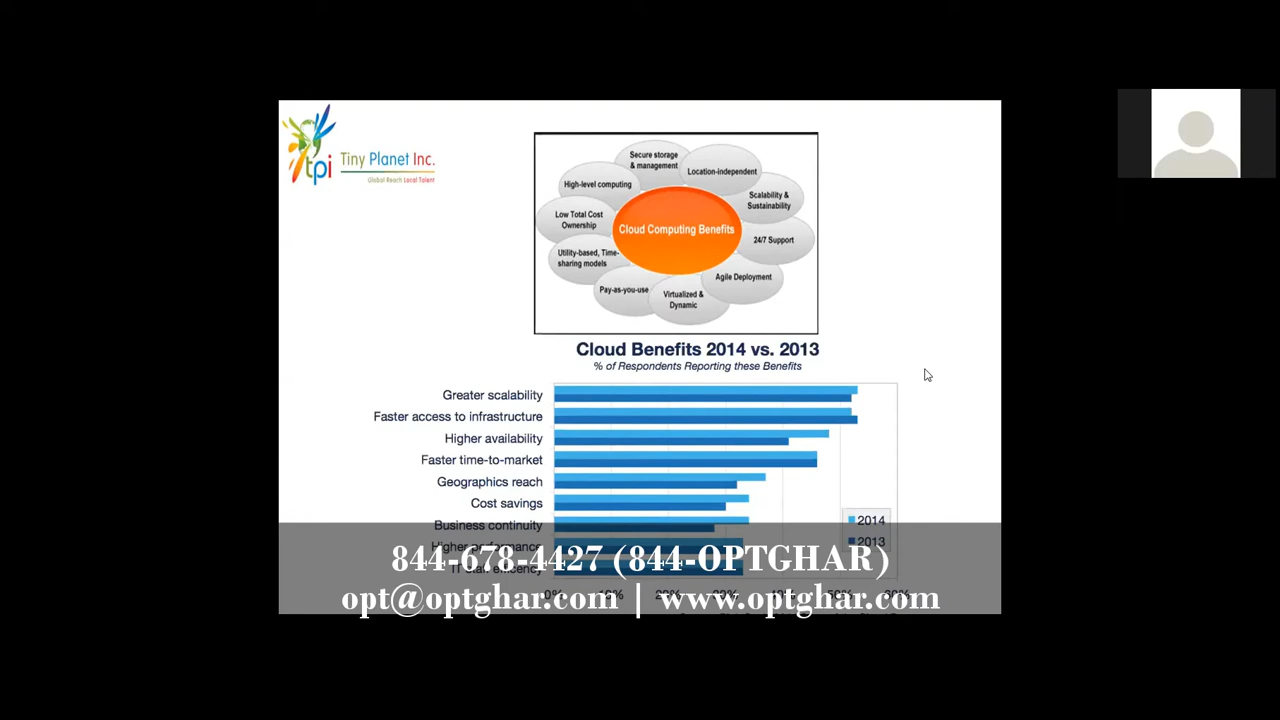 tpi Tiny Planet Inc.
Global Reach Local Talent
Secure storage
& management
Location-independent
High-level computing
Scalability &
Sustainability
Low Total Cost
Ownership
Cloud Computing Benefits
24/7 Support
Utility-based, Time-
sharing models
Agile Deployment
Pay-as-you-use
Virtualized &
Dynamic
Cloud Benefits 2014 vs. 2013
% of Respondents Reporting these Benefits
Greater scalability
Faster access to infrastructure
Higher availability
Faster time-to-market
Geographics reach
Cost savings
Business continuity
2014
2013
Higher performance
844-678-4427 (844-OPTGHAR)
opt@optghar.com | www.optghar.com